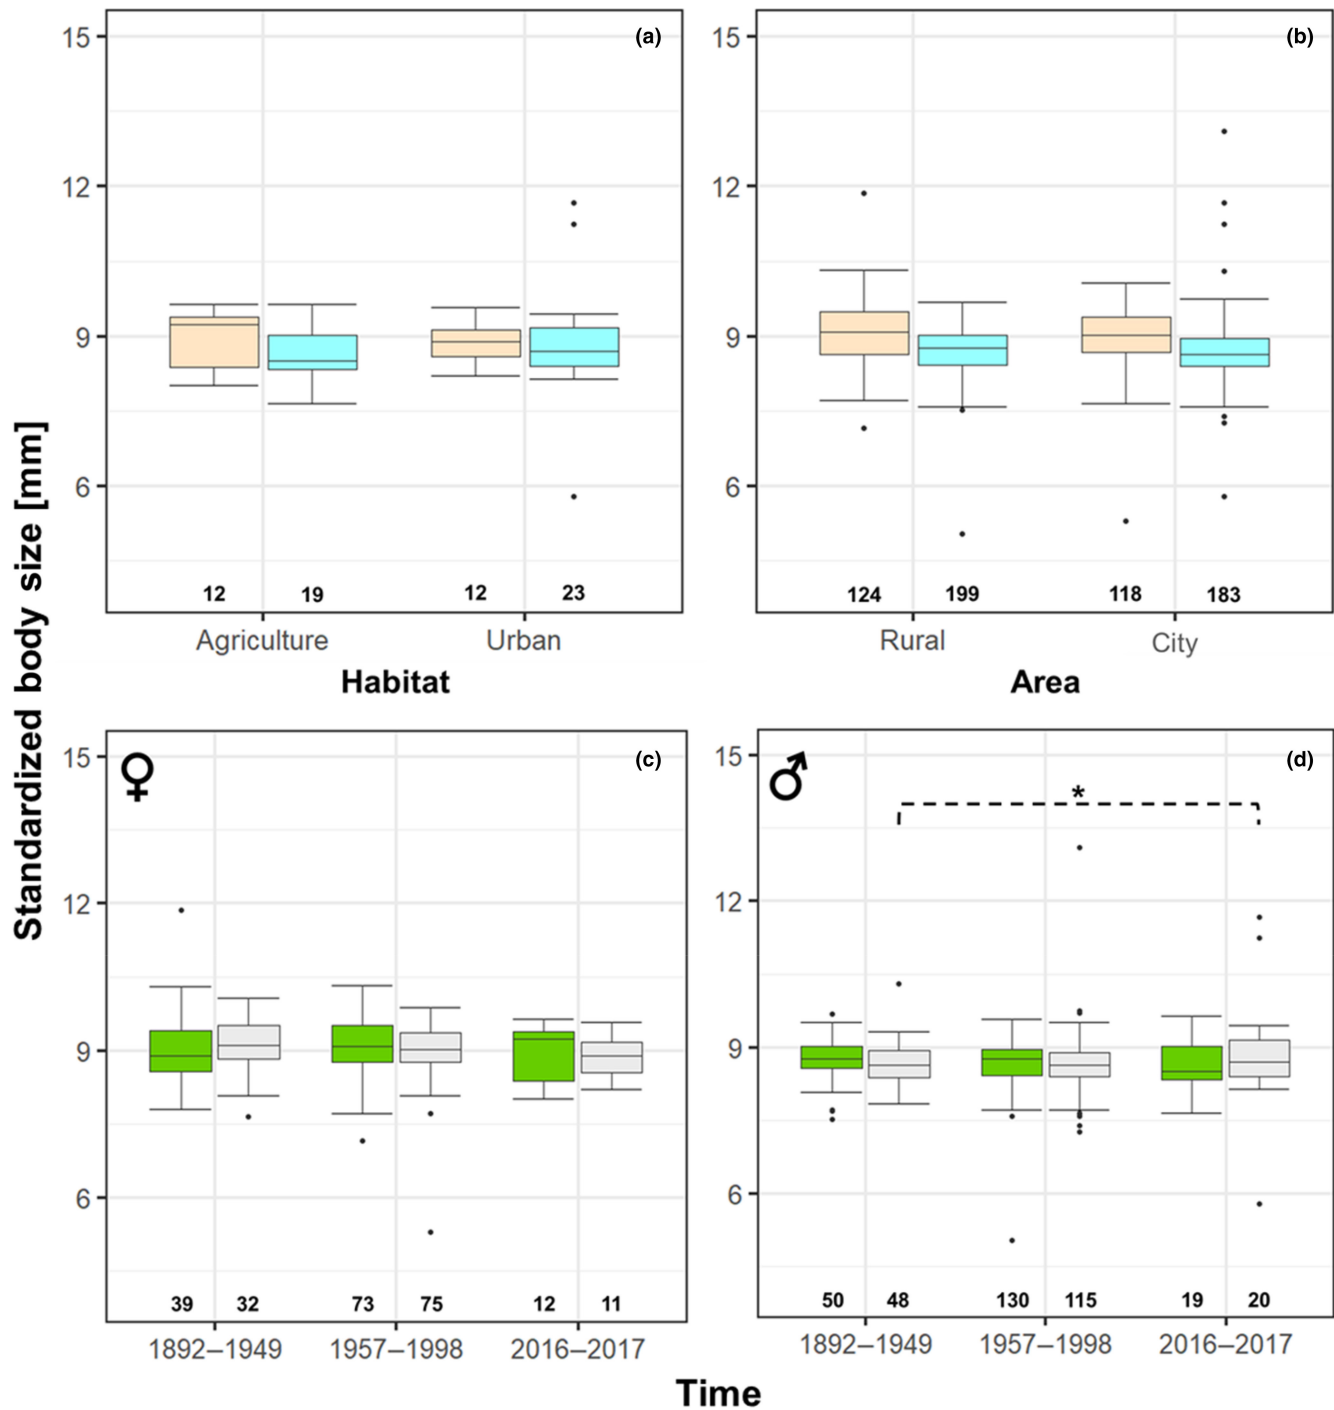 Standardized body size [mm]
(a)
15
12
9
6
12 19 12 23
Agriculture Urban
Habitat
(b)
15
12
9
6
124 199 118 183
Rural City
Area
♀
(c)
15
12
9
6
39 32 73 75 12 11
1892–1949 1957–1998 2016–2017
♂
(d)
*
15
12
9
6
50 48 130 115 19 20
1892–1949 1957–1998 2016–2017
Time